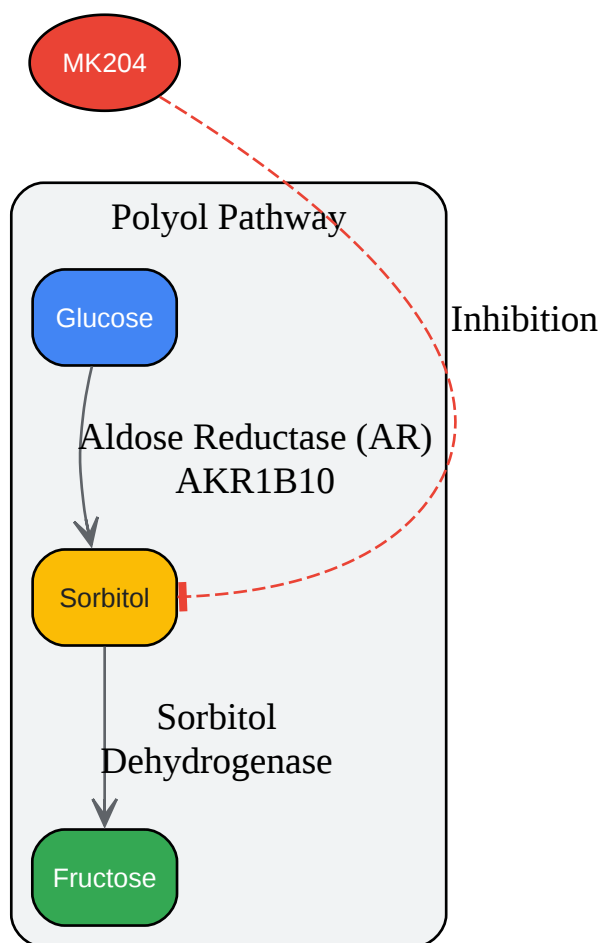 MK204
Polyol Pathway
Glucose
Inhibition
Aldose Reductase (AR)
AKR1B10
Sorbitol
Sorbitol
Dehydrogenase
Fructose